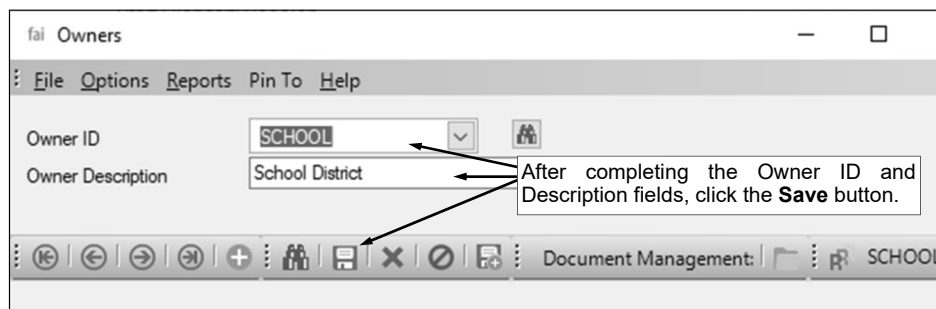 fai Owners
File Options Reports Pin To Help
Owner ID SCHOOL
Owner Description School District
After completing the Owner ID and
Description fields, click the Save button.
Document Management: SCHOOL